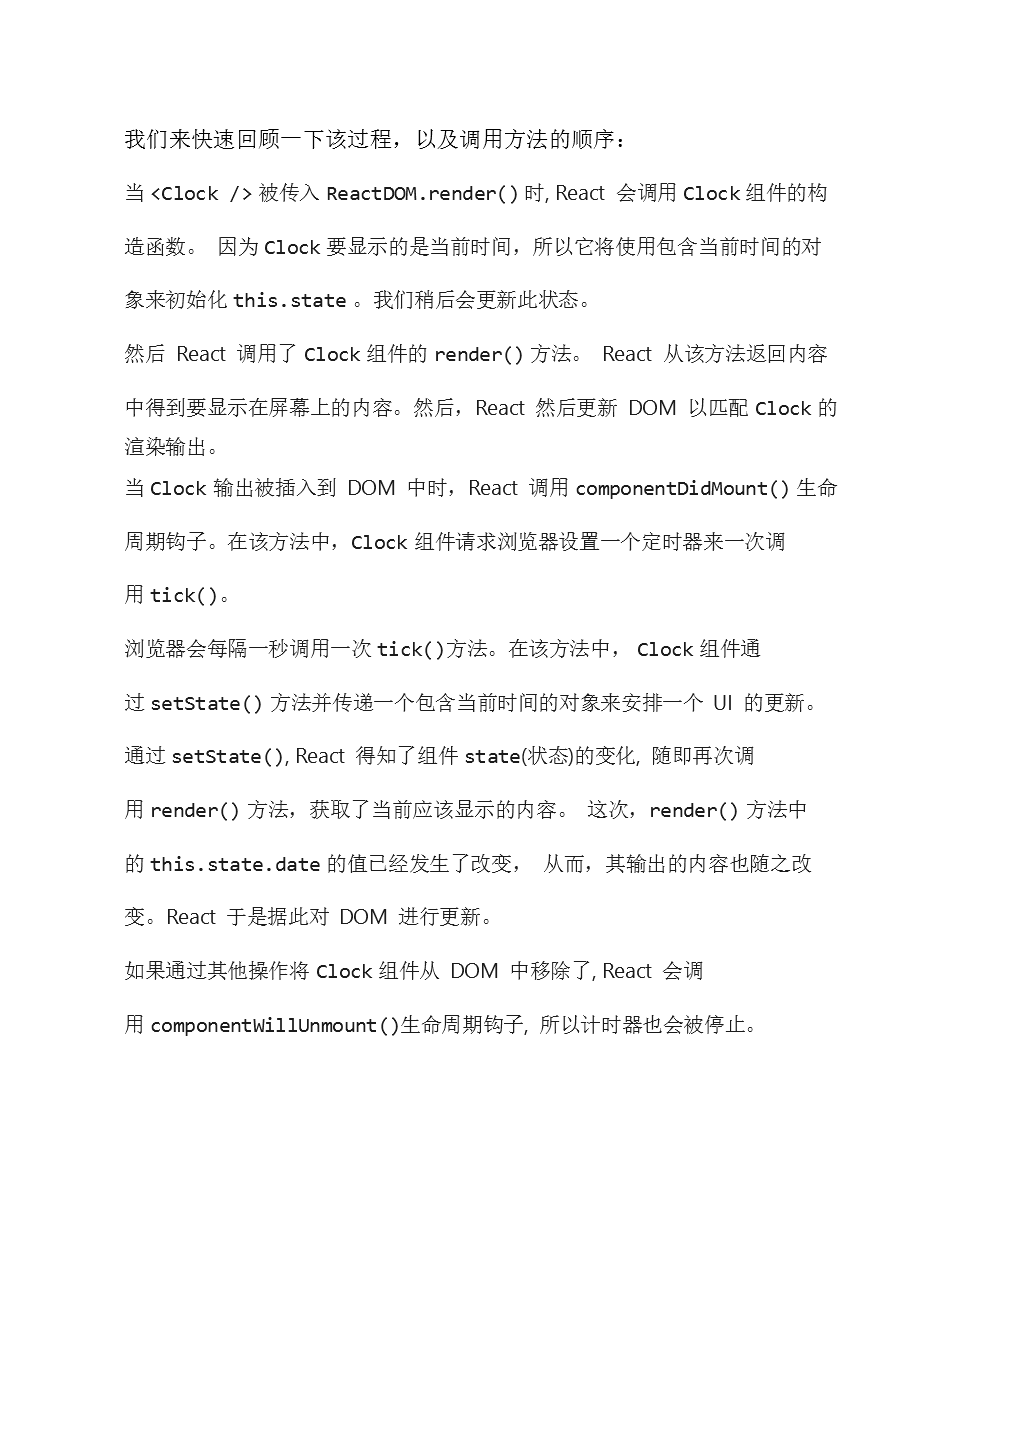 我们来快速回顾一下该过程，以及调用方法的顺序：
当 <Clock /> 被传入 ReactDOM.render() 时, React 会调用 Clock 组件的构
造函数。 因为 Clock 要显示的是当前时间，所以它将使用包含当前时间的对
象来初始化 this.state 。我们稍后会更新此状态。
然后 React 调用了 Clock 组件的 render() 方法。 React 从该方法返回内容
中得到要显示在屏幕上的内容。然后，React 然后更新 DOM 以匹配 Clock 的
渲染输出。
当 Clock 输出被插入到 DOM 中时，React 调用 componentDidMount() 生命
周期钩子。在该方法中，Clock 组件请求浏览器设置一个定时器来一次调
用 tick()。
浏览器会每隔一秒调用一次 tick()方法。在该方法中， Clock 组件通
过 setState() 方法并传递一个包含当前时间的对象来安排一个 UI 的更新。
通过 setState(), React 得知了组件 state(状态)的变化, 随即再次调
用 render() 方法，获取了当前应该显示的内容。 这次，render() 方法中
的 this.state.date 的值已经发生了改变， 从而，其输出的内容也随之改
变。React 于是据此对 DOM 进行更新。
如果通过其他操作将 Clock 组件从 DOM 中移除了, React 会调
用 componentWillUnmount()生命周期钩子, 所以计时器也会被停止。